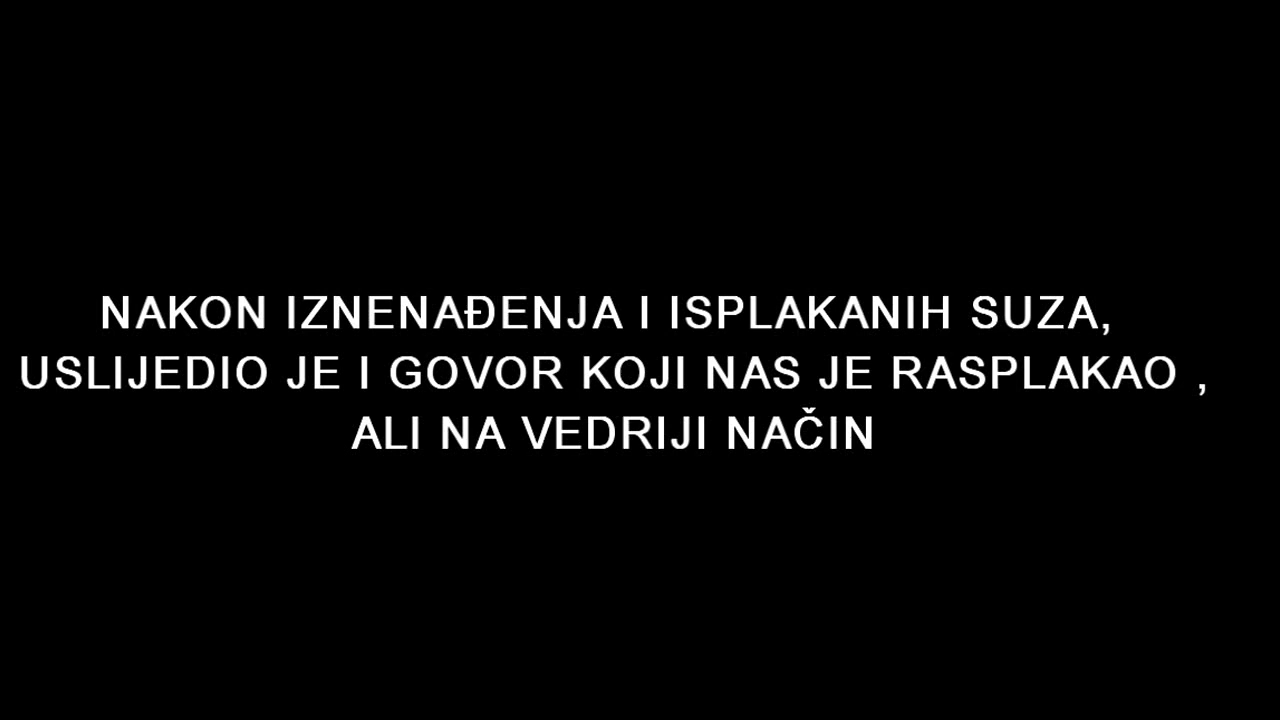 NAKON IZNENAĐENJA I ISPLAKANIH SUZA,
USLIJEDIO JE I GOVOR KOJI NAS JE RASPLAKAO ,
ALI NA VEDRIJI NAČIN